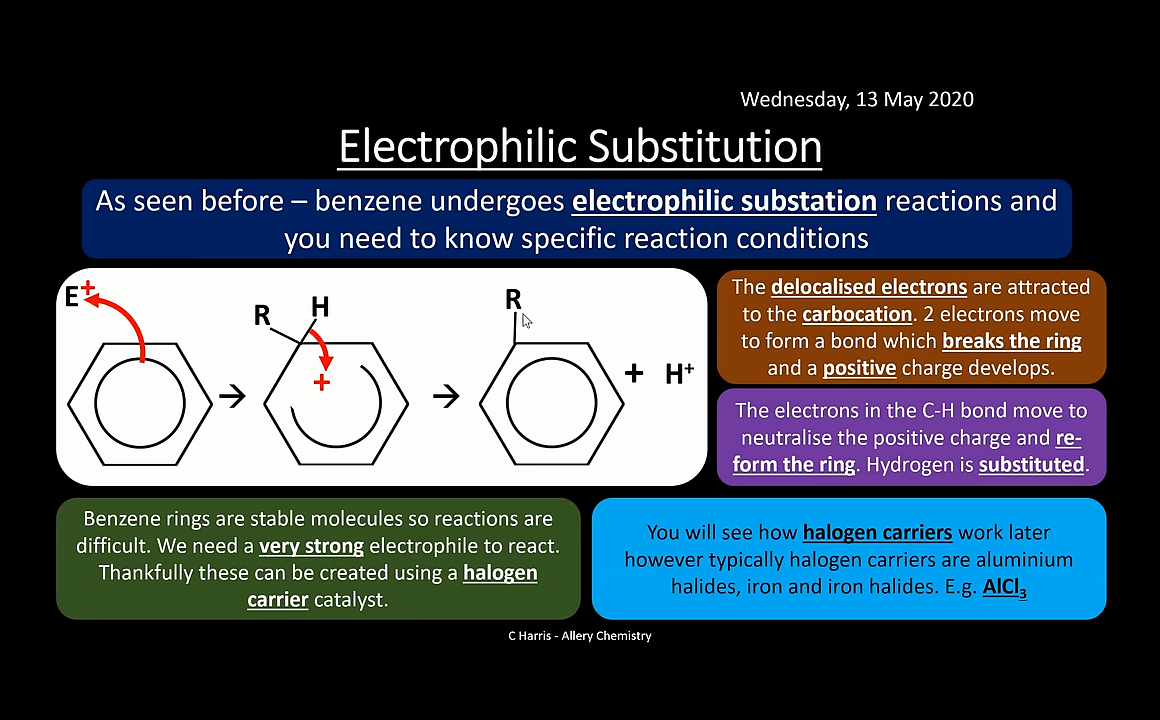 Wednesday, 13 May 2020
Electrophilic Substitution
As seen before – benzene undergoes electrophilic substation reactions and
you need to know specific reaction conditions
E+
R
H
+
R
+ H⁺
→
→
The delocalised electrons are attracted
to the carbocation. 2 electrons move
to form a bond which breaks the ring
and a positive charge develops.
The electrons in the C-H bond move to
neutralise the positive charge and re-
form the ring. Hydrogen is substituted.
Benzene rings are stable molecules so reactions are
difficult. We need a very strong electrophile to react.
Thankfully these can be created using a halogen
carrier catalyst.
You will see how halogen carriers work later
however typically halogen carriers are aluminium
halides, iron and iron halides. E.g. AlCl₃
C Harris - Allery Chemistry